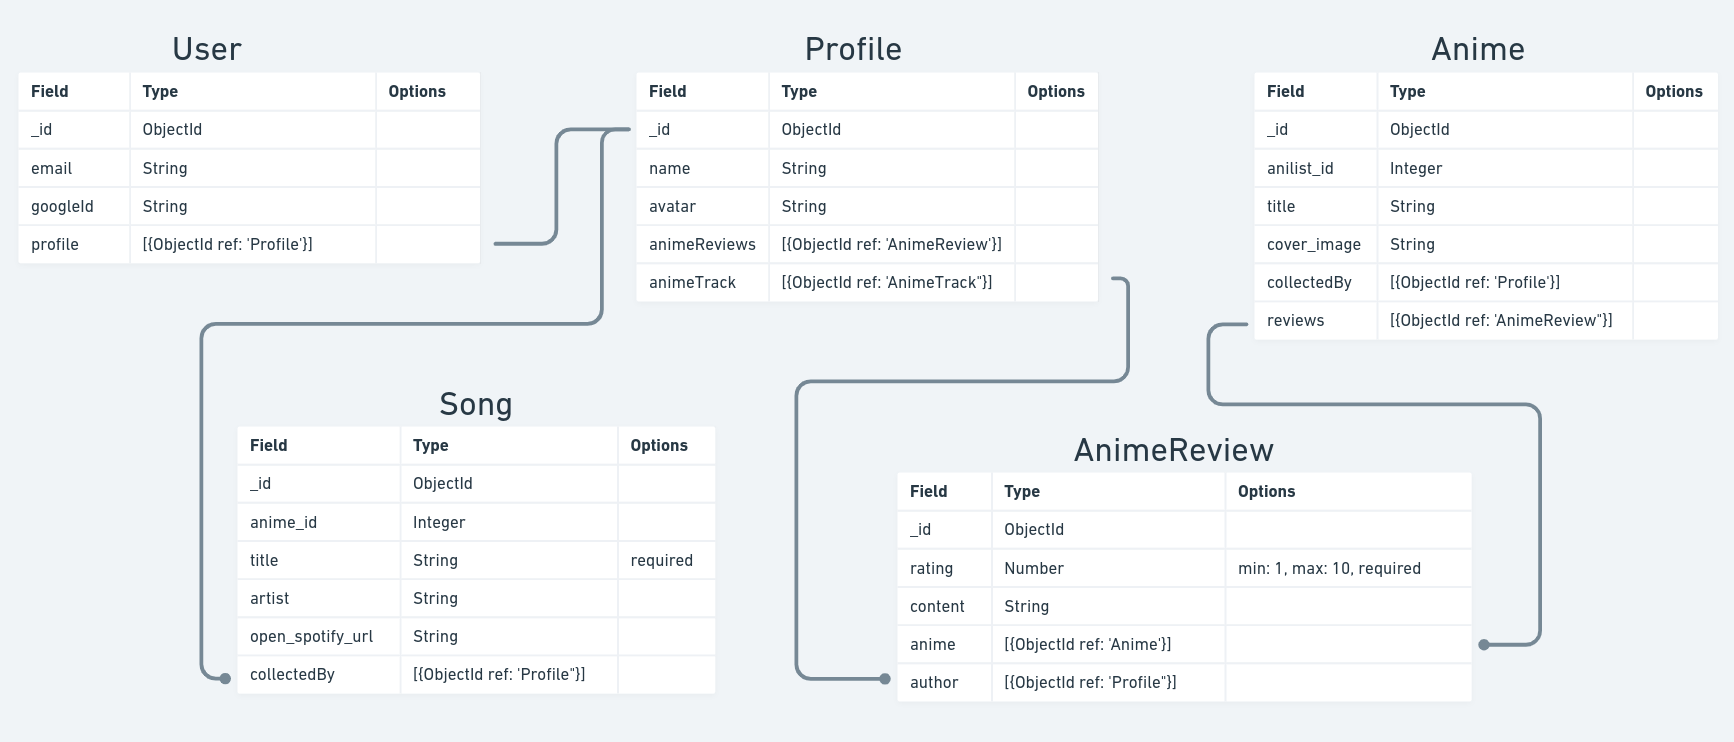 User
Field Type Options
_id ObjectId
email String
googleId String
profile [{ObjectId ref: 'Profile'}]
Profile
Field Type Options
_id ObjectId
name String
avatar String
animeReviews [{ObjectId ref: 'AnimeReview'}]
animeTrack [{ObjectId ref: 'AnimeTrack"}]
Anime
Field Type Options
_id ObjectId
anilist_id Integer
title String
cover_image String
collectedBy [{ObjectId ref: 'Profile'}]
reviews [{ObjectId ref: 'AnimeReview"}]
Song
Field Type Options
_id ObjectId
anime_id Integer
title String required
artist String
open_spotify_url String
collectedBy [{ObjectId ref: 'Profile"}]
AnimeReview
Field Type Options
_id ObjectId
rating Number min: 1, max: 10, required
content String
anime [{ObjectId ref: 'Anime'}]
author [{ObjectId ref: 'Profile"}]